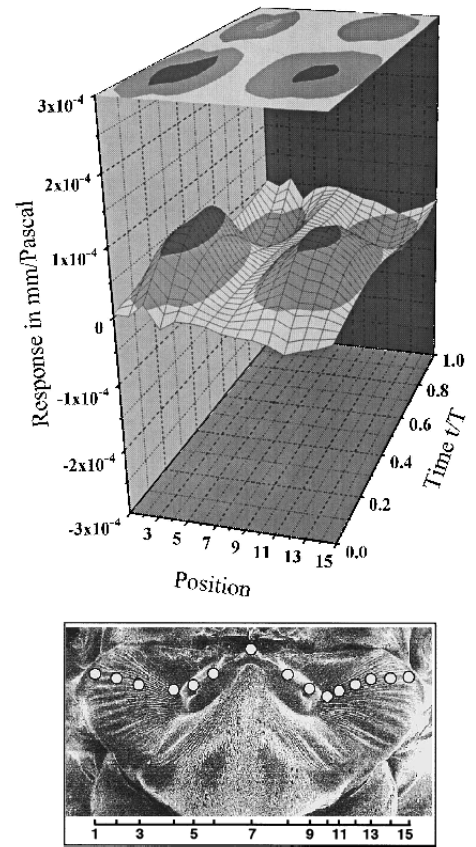 3x10⁻⁴
2x10⁻⁴
1x10⁻⁴
0
-1x10⁻⁴
-2x10⁻⁴
-3x10⁻⁴
Response in mm/Pascal
3 5 7 9 11 13 15
Position
0.0
0.2
0.4
0.6
0.8
1.0
Time t/T
1 3 5 7 9 11 13 15